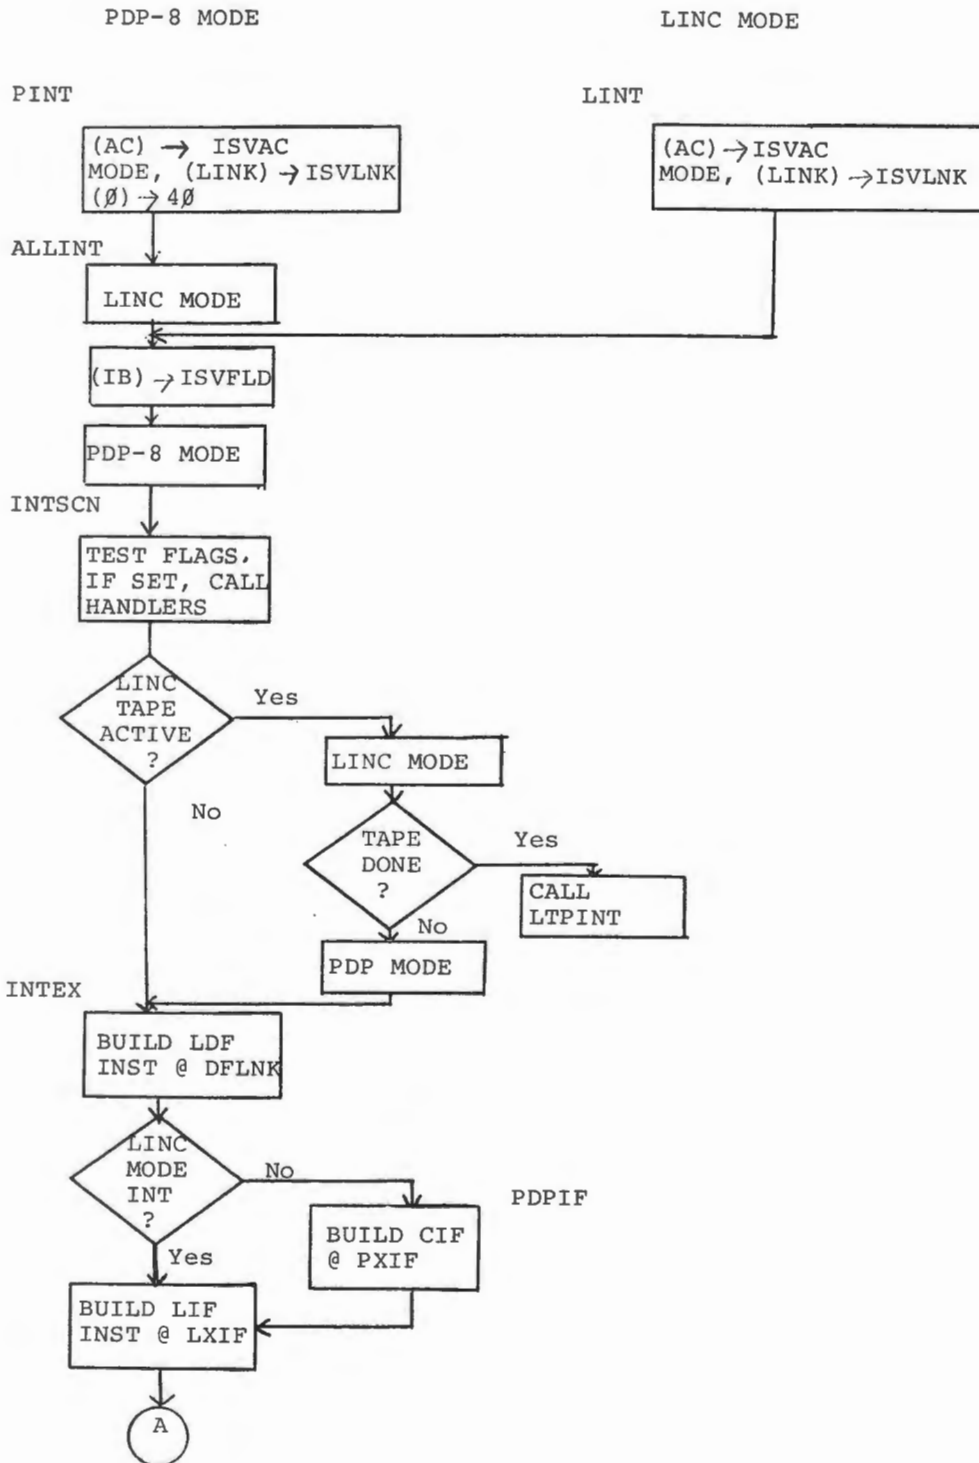 PDP-8 MODE
LINC MODE
PINT
LINT
(AC) → ISVAC
MODE, (LINK) → ISVLNK
(Ø) → 4Ø
(AC) → ISVAC
MODE, (LINK) → ISVLNK
ALLINT
LINC MODE
(IB) → ISVFLD
PDP-8 MODE
INTSCN
TEST FLAGS.
IF SET, CALL
HANDLERS
LINC
TAPE
ACTIVE
?
Yes
LINC MODE
No
TAPE
DONE
?
Yes
CALL
LTPINT
No
PDP MODE
INTEX
BUILD LDF
INST @ DFLNK
LINC
MODE
INT
?
No
PDPIF
BUILD CIF
@ PXIF
Yes
BUILD LIF
INST @ LXIF
A